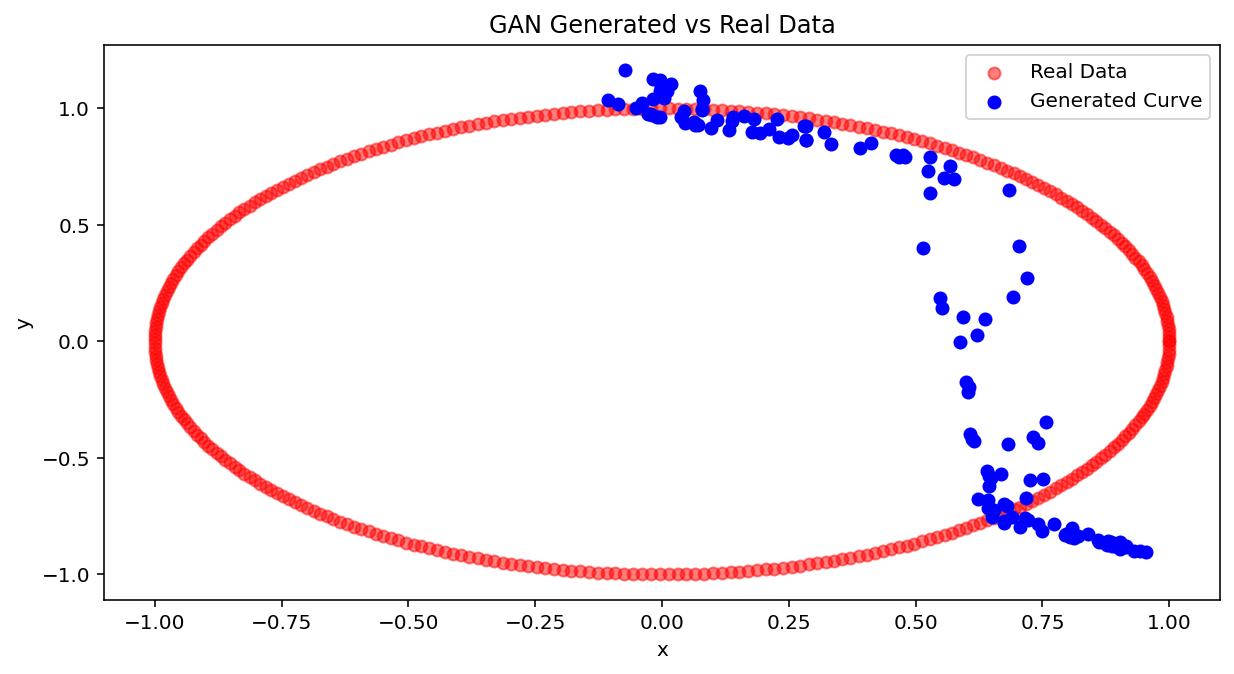 GAN Generated vs Real Data
Real Data
Generated Curve
y
1.0
0.5
0.0
−0.5
−1.0
−1.00 −0.75 −0.50 −0.25 0.00 0.25 0.50 0.75 1.00
x